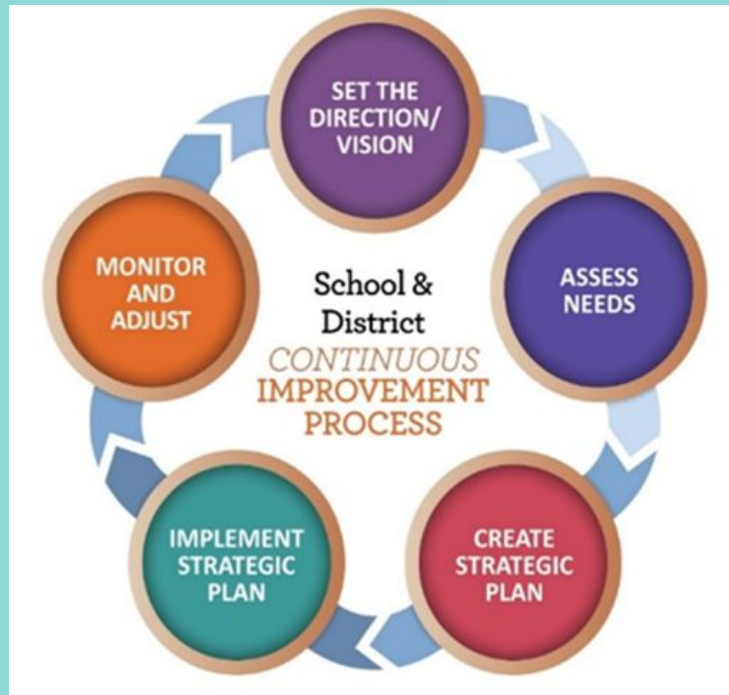 SET THE
DIRECTION/
VISION
ASSESS
NEEDS
CREATE
STRATEGIC
PLAN
IMPLEMENT
STRATEGIC
PLAN
MONITOR
AND
ADJUST
School &
District
CONTINUOUS
IMPROVEMENT
PROCESS